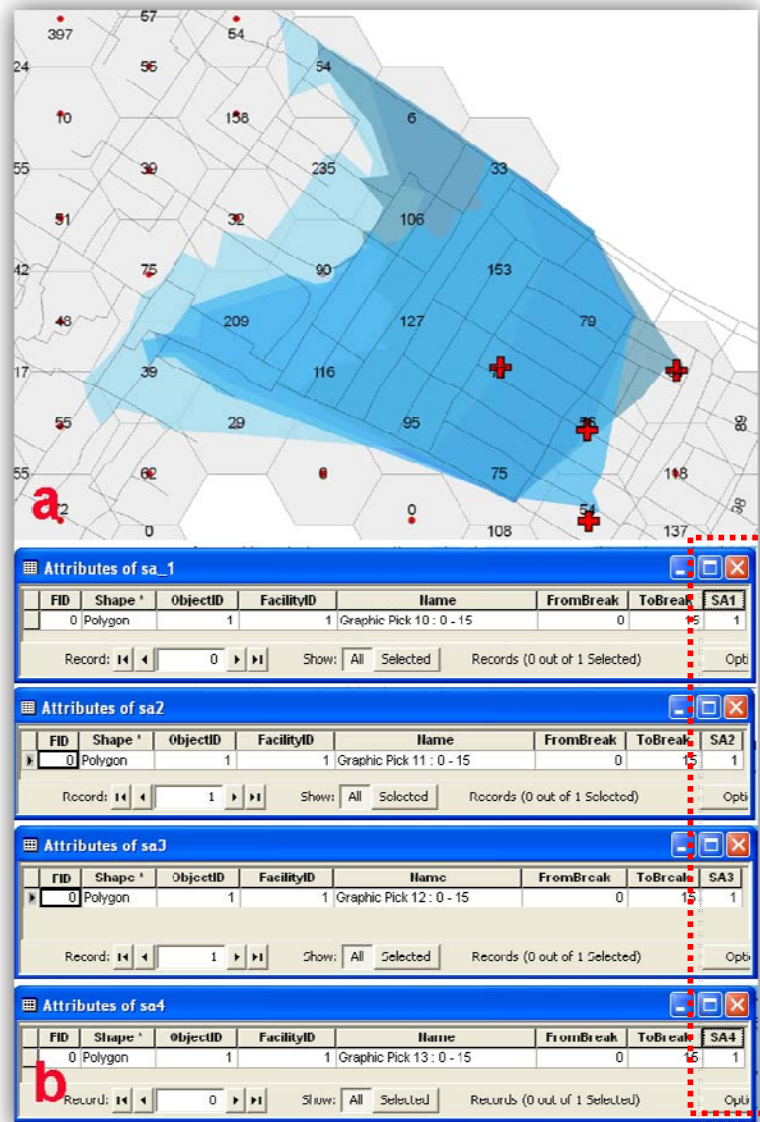 57
397
54
24
56
54
10
158
6
55
39
235
33
51
32
106
42
75
90
153
48
209
127
79
17
39
116
55
29
95
89
55
62
75
118
72
0
54
98
0
108
137
a
Attributes of sa_1
FID Shape * ObjectID FacilityID Name FromBreak ToBreak SA1
0 Polygon 1 1 Graphic Pick 10 : 0 - 15 0 15 1
Record: 0 Show: All Selected Records (0 out of 1 Selected) Opti
Attributes of sa2
FID Shape * ObjectID FacilityID Name FromBreak ToBreak SA2
0 Polygon 1 1 Graphic Pick 11 : 0 - 15 0 15 1
Record: 1 Show: All Selected Records (0 out of 1 Selected) Opti
Attributes of sa3
FID Shape * ObjectID FacilityID Name FromBreak ToBreak SA3
0 Polygon 1 1 Graphic Pick 12 : 0 - 15 0 15 1
Record: 1 Show: All Selected Records (0 out of 1 Selected) Opti
Attributes of sa4
FID Shape * ObjectID FacilityID Name FromBreak ToBreak SA4
0 Polygon 1 1 Graphic Pick 13 : 0 - 15 0 15 1
b
Record: 0 Show: All Selected Records (0 out of 1 Selected) Opti